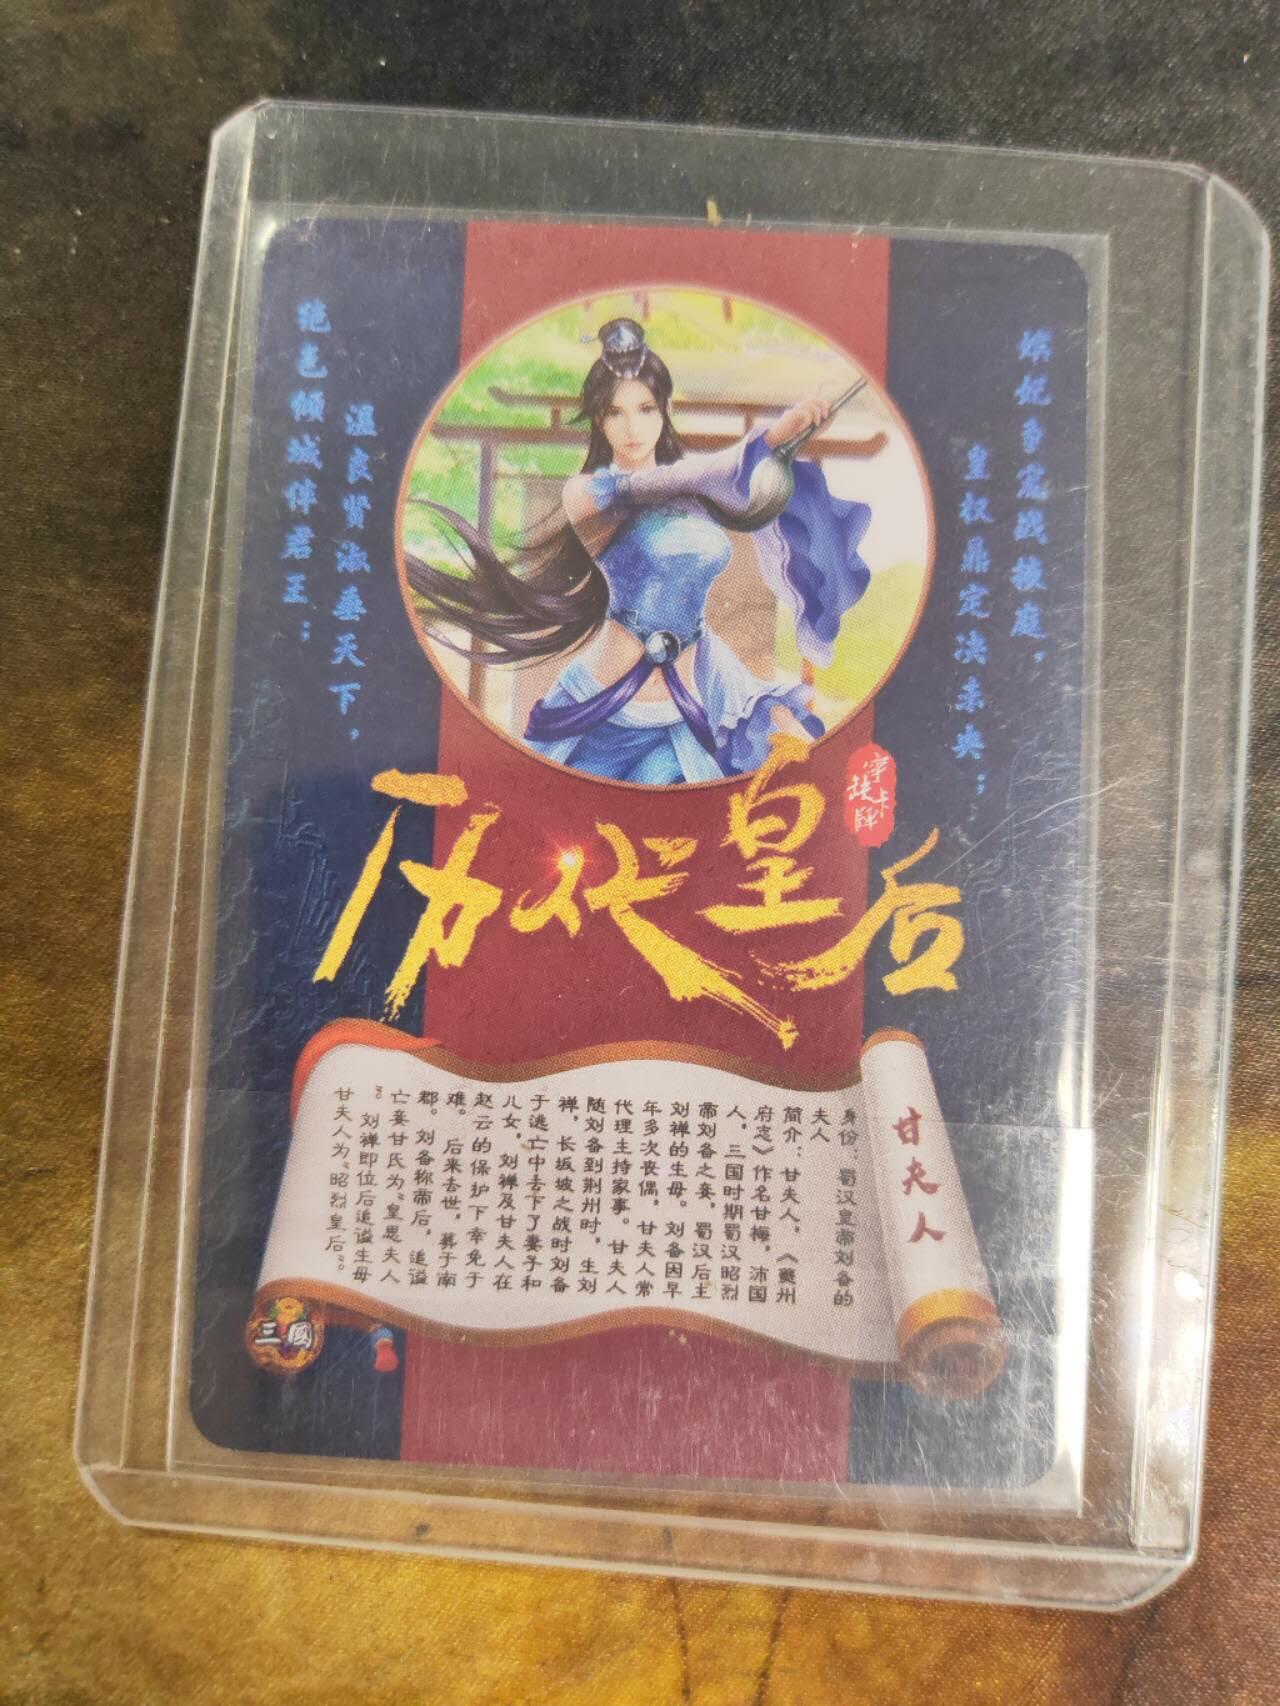 嫔妃争宠战掖庭，
皇权鼎定决未央；
温良贤淑垂天下，
绝色倾城伴君王；
历代皇后
穿卡
越牌
甘夫人
身份：蜀汉皇帝刘备的
夫人
简介：甘夫人，《夔州
府志》作名甘梅，沛国
人，三国时期蜀汉昭烈
帝刘备之妾，蜀汉后主
刘禅的生母。刘备因早
年多次丧偶，甘夫人常
代理主持家事。甘夫人
随刘备到荆州时，生刘
禅，长坂坡之战时刘备
于逃亡中丢下了妻子和
儿女，刘禅及甘夫人在
赵云的保护下幸免于
难。后来去世，葬于南
郡。刘备称帝后，追谥
亡妾甘氏为“皇思夫人
”。刘禅即位后追谥生母
甘夫人为“昭烈皇后”。
三國